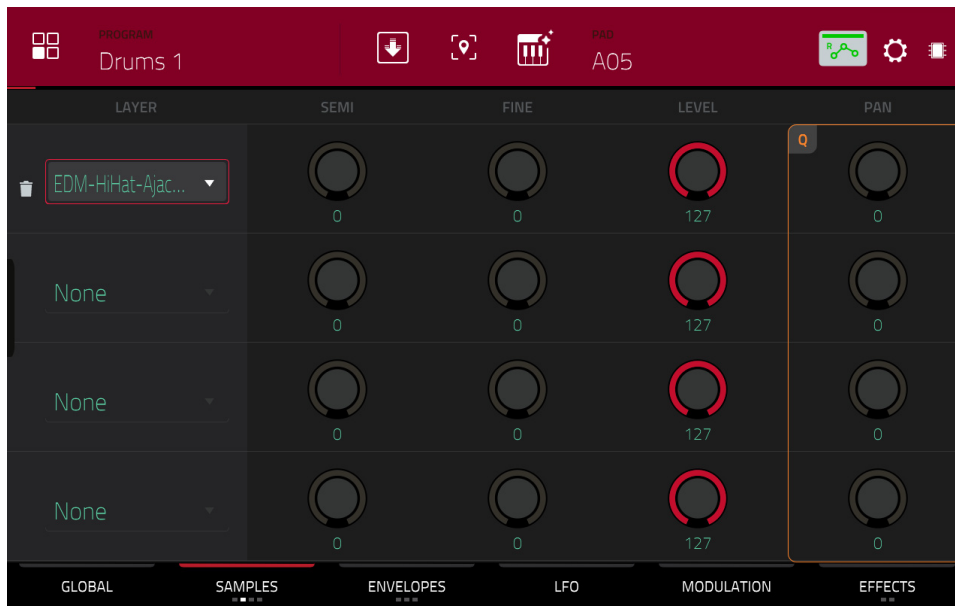 PROGRAM
Drums 1
PAD
A05
R
LAYER SEMI FINE LEVEL PAN
Q
EDM-HiHat-Ajac...
0 0 127 0
None
0 0 127 0
None
0 0 127 0
None
0 0 127 0
GLOBAL SAMPLES ENVELOPES LFO MODULATION EFFECTS